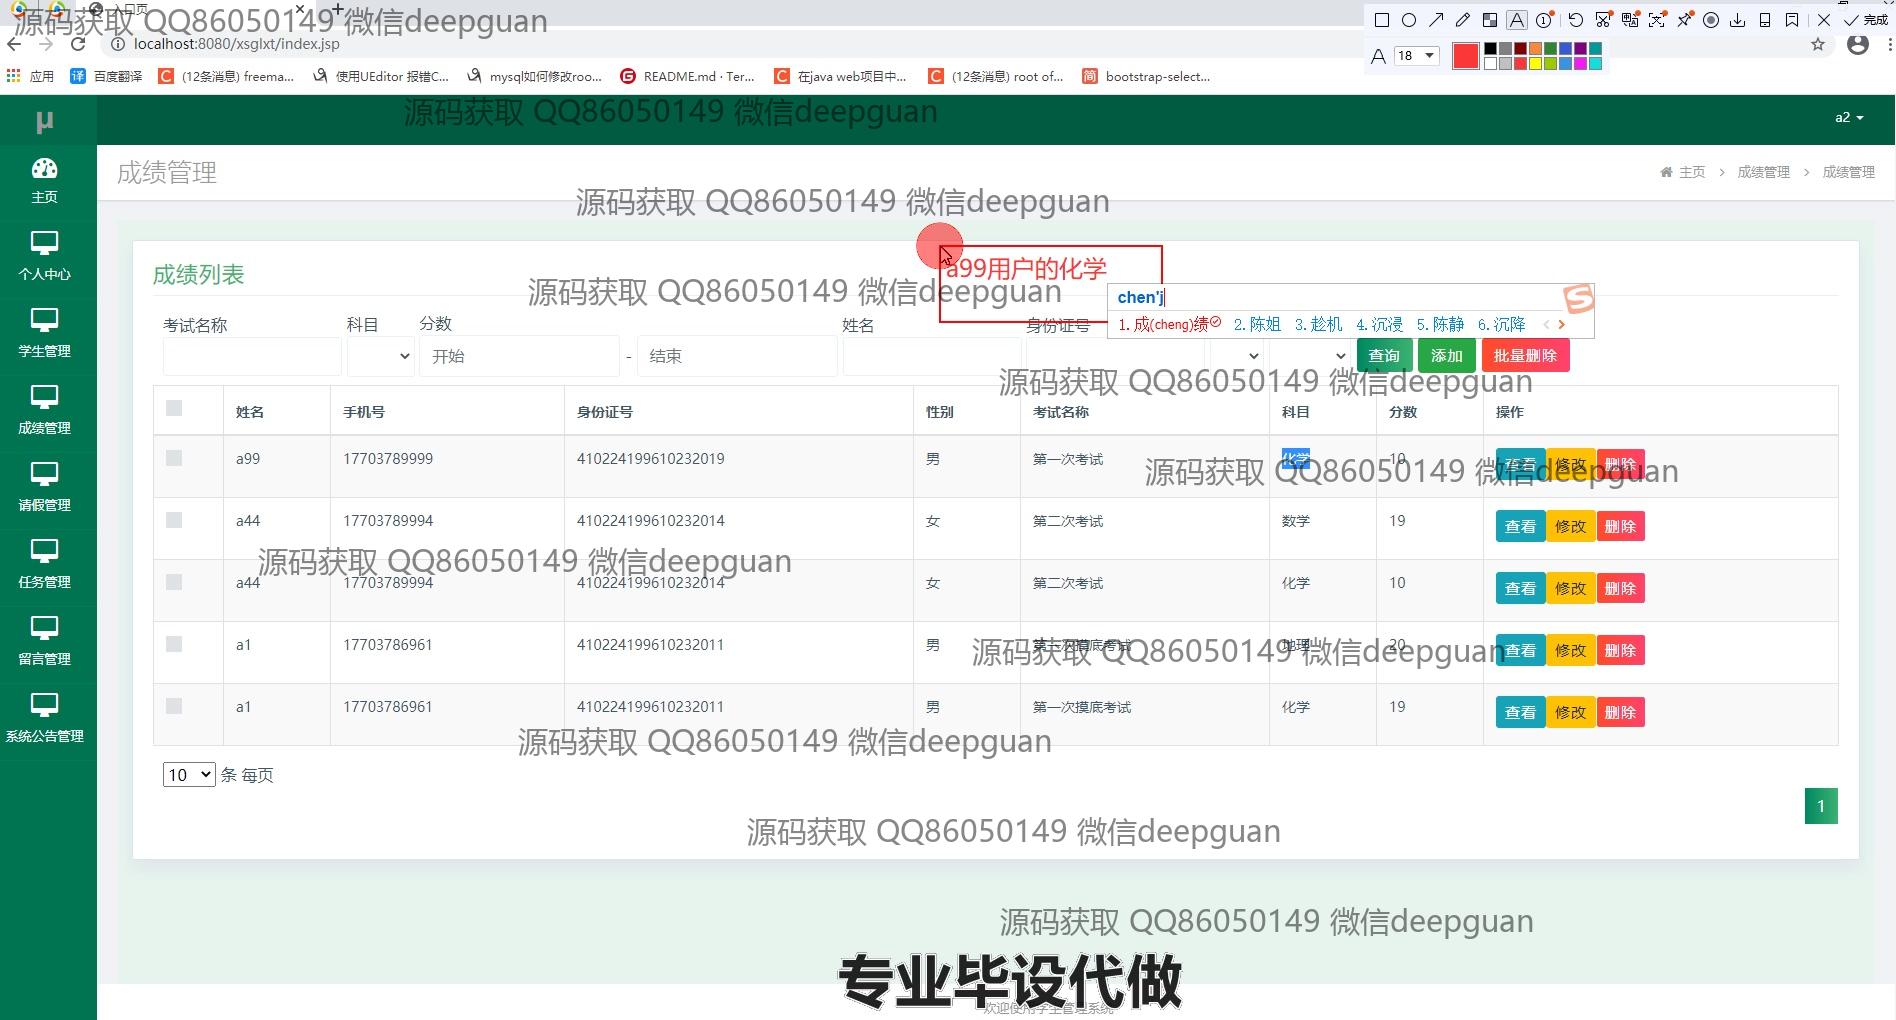 入口页
源码获取 QQ86050149 微信deepguan
localhost:8080/xsglxt/index.jsp
完成
A 18
应用 百度翻译 (12条消息) freema... 使用UEditor 报错C... mysql如何修改roo... README.md · Ter... 在java web项目中... (12条消息) root of... bootstrap-select...
源码获取 QQ86050149 微信deepguan
μ
a2
主页
个人中心
学生管理
成绩管理
请假管理
任务管理
留言管理
系统公告管理
成绩管理
主页 > 成绩管理 > 成绩管理
源码获取 QQ86050149 微信deepguan
成绩列表
a99用户的化学
源码获取 QQ86050149 微信deepguan
chen'j
1.成(cheng)绩 2.陈姐 3.趁机 4.沉浸 5.陈静 6.沉降
考试名称 科目 分数 姓名 身份证号
开始 - 结束 查询 添加 批量删除
源码获取 QQ86050149 微信deepguan
姓名 手机号 身份证号 性别 考试名称 科目 分数 操作
a99 17703789999 410224199610232019 男 第一次考试 化学 10 查看 修改 删除
源码获取 QQ86050149 微信deepguan
a44 17703789994 410224199610232014 女 第二次考试 数学 19 查看 修改 删除
源码获取 QQ86050149 微信deepguan
a44 17703789994 410224199610232014 女 第二次考试 化学 10 查看 修改 删除
a1 17703786961 410224199610232011 男 第一次摸底考试 地理 20 查看 修改 删除
源码获取 QQ86050149 微信deepguan
a1 17703786961 410224199610232011 男 第一次摸底考试 化学 19 查看 修改 删除
源码获取 QQ86050149 微信deepguan
10 条 每页
1
源码获取 QQ86050149 微信deepguan
源码获取 QQ86050149 微信deepguan
专业毕设代做
欢迎使用学生管理系统